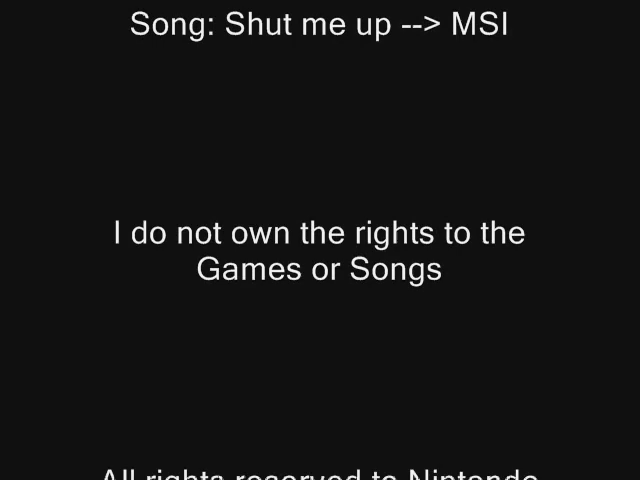 Song: Shut me up --> MSI
I do not own the rights to the
Games or Songs
All rights reserved to Nintendo